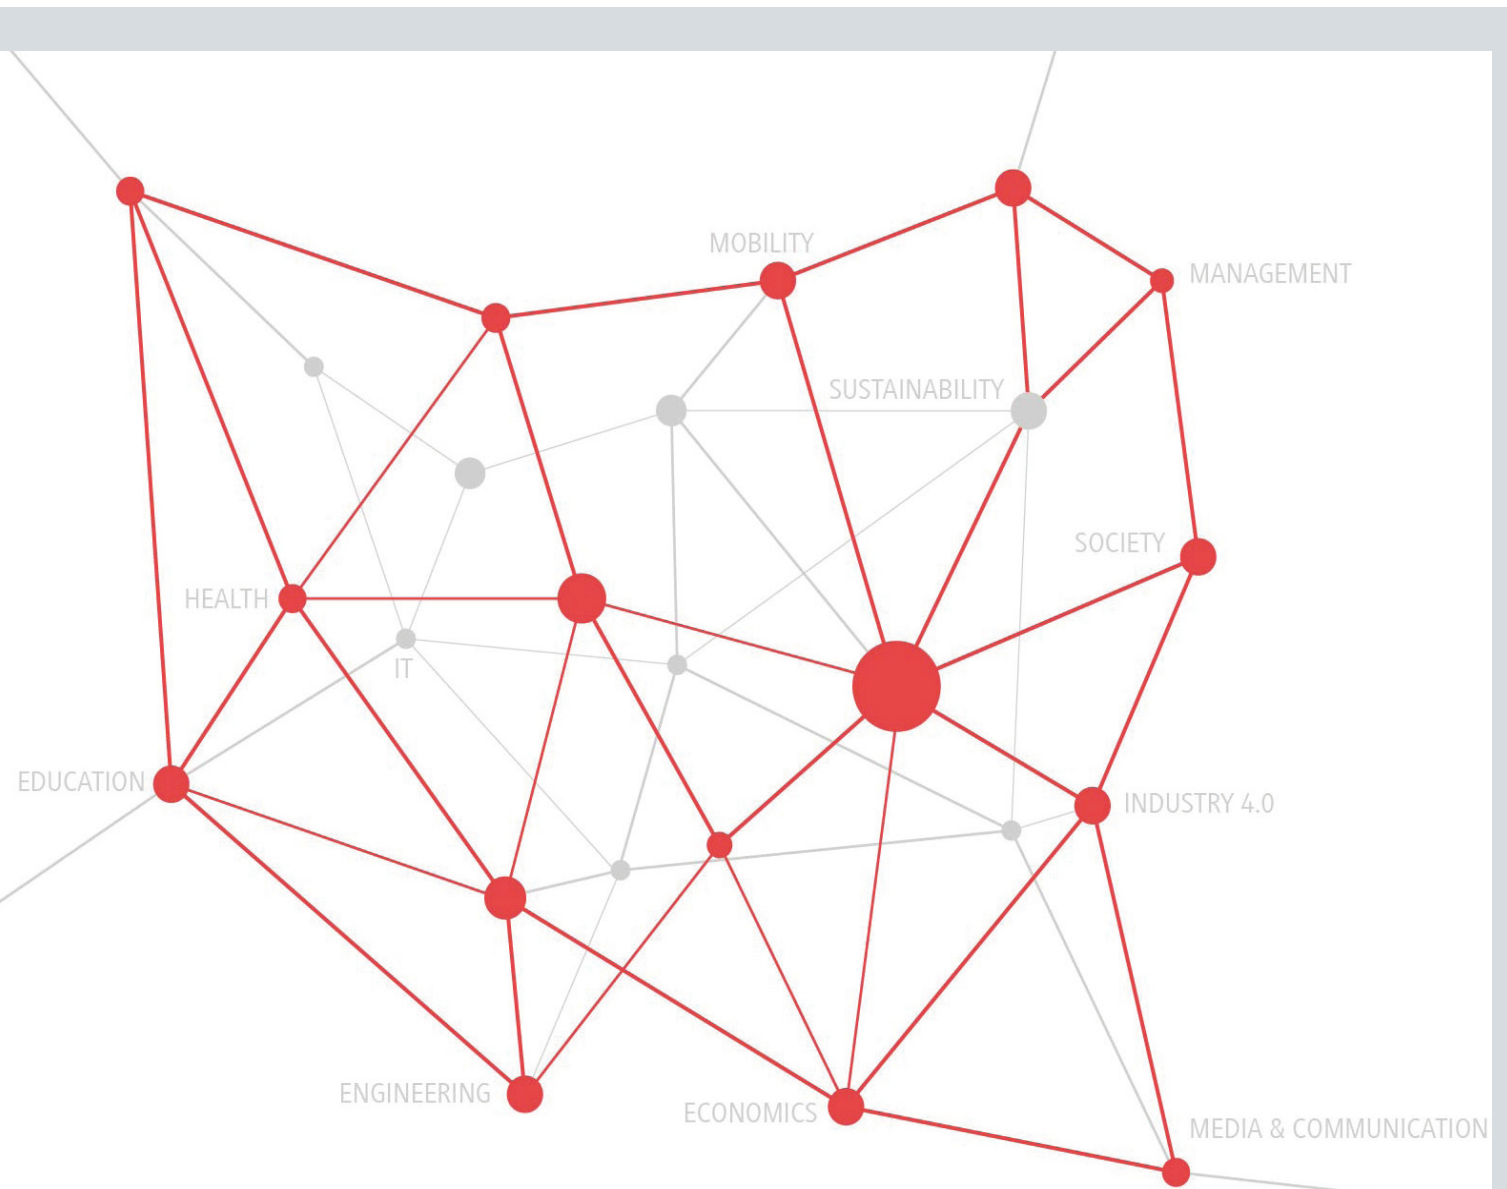 MOBILITY
MANAGEMENT
SUSTAINABILITY
SOCIETY
HEALTH
IT
EDUCATION
INDUSTRY 4.0
ENGINEERING
ECONOMICS
MEDIA & COMMUNICATION